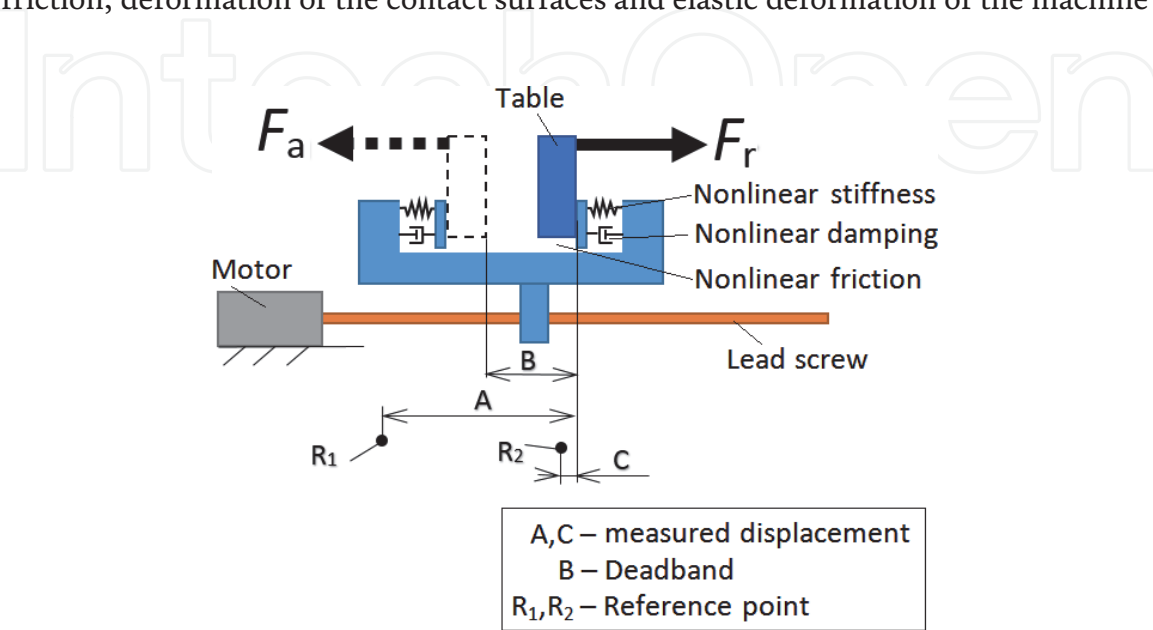 friction, deformation of the contact surfaces and elastic deformation of the machine
IntechOpen
Table
Fa
Fr
Nonlinear stiffness
Nonlinear damping
Nonlinear friction
Motor
Lead screw
B
A
R1
R2
C
A,C – measured displacement
B – Deadband
R1,R2 – Reference point